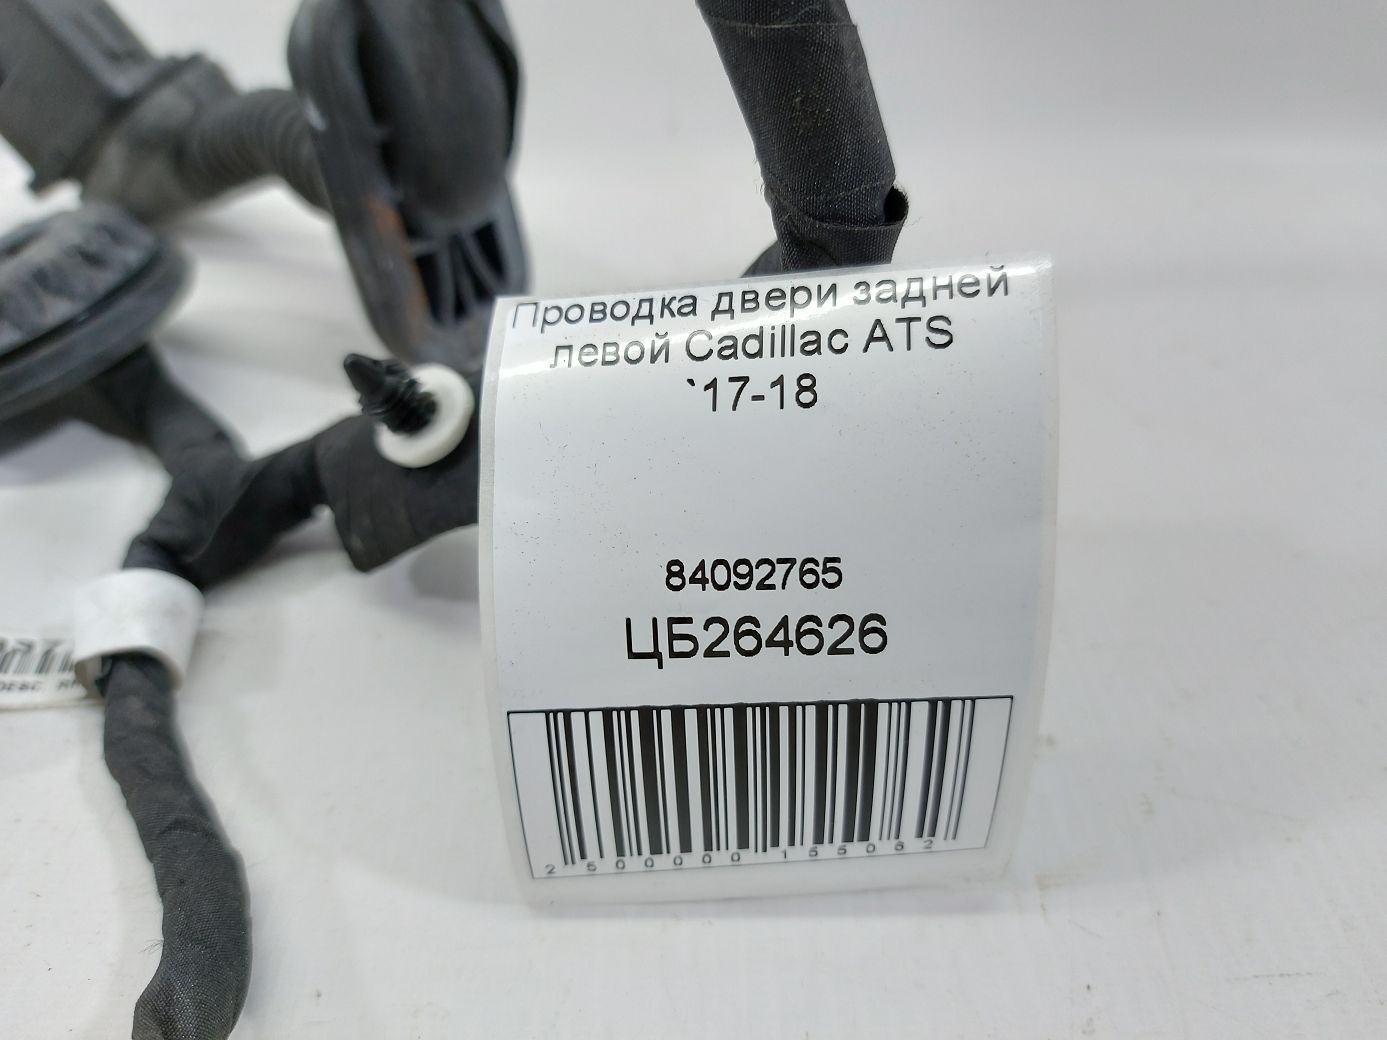 Проводка двери задней
левой Cadillac ATS
`17-18
84092765
ЦБ264626
2500000155062